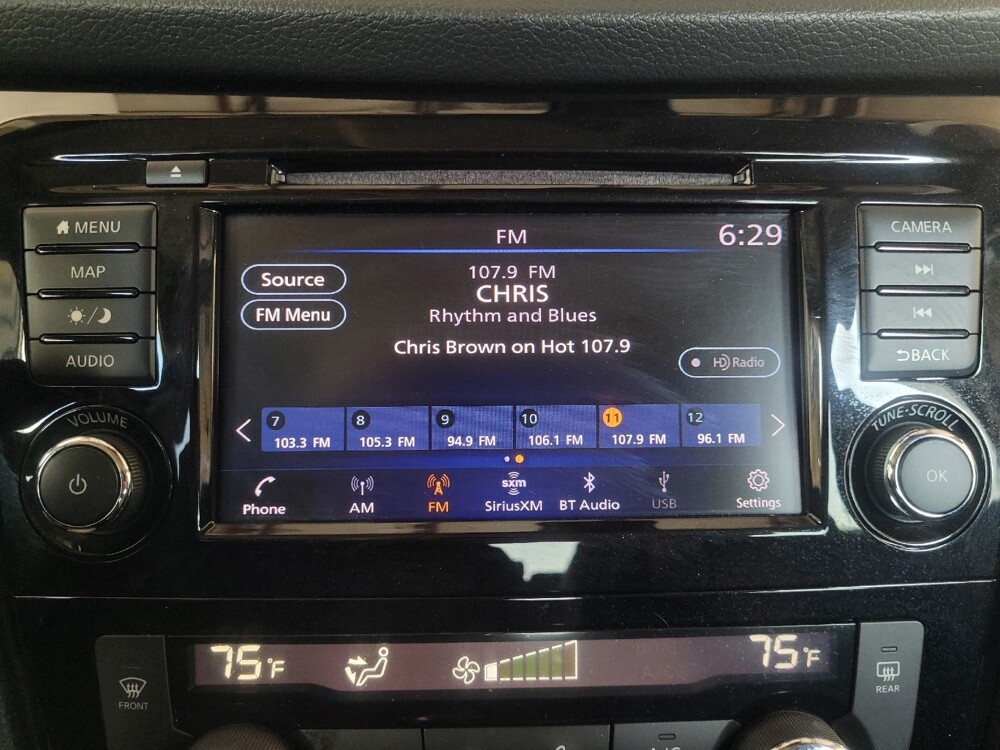 MENU
MAP
AUDIO
VOLUME
FM
6:29
Source
FM Menu
107.9 FM
CHRIS
Rhythm and Blues
Chris Brown on Hot 107.9
HD Radio
7
103.3 FM
8
105.3 FM
9
94.9 FM
10
106.1 FM
11
107.9 FM
12
96.1 FM
Phone
AM
FM
sxm
SiriusXM
BT Audio
USB
Settings
CAMERA
BACK
TUNE·SCROLL
OK
75°F
75°F
FRONT
REAR